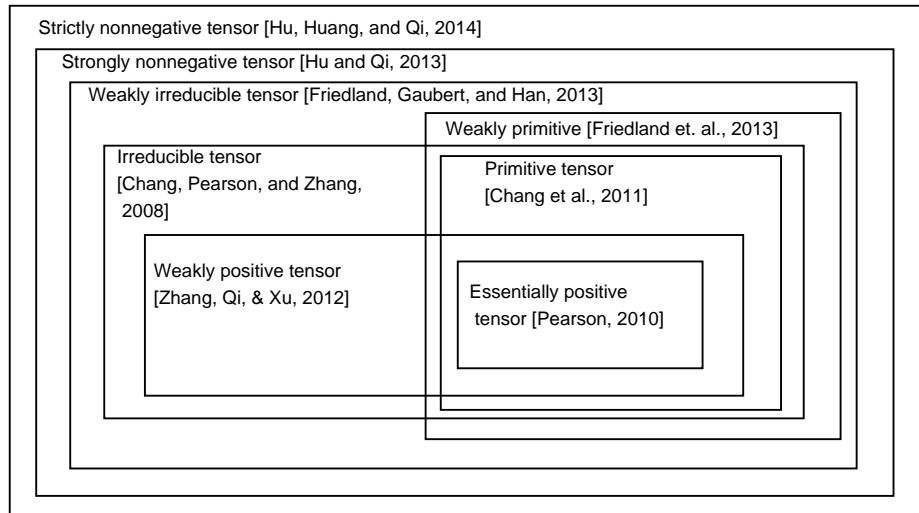 Strictly nonnegative tensor [Hu, Huang, and Qi, 2014]
Strongly nonnegative tensor [Hu and Qi, 2013]
Weakly irreducible tensor [Friedland, Gaubert, and Han, 2013]
Weakly primitive [Friedland et. al., 2013]
Irreducible tensor
[Chang, Pearson, and Zhang,
2008]
Primitive tensor
[Chang et al., 2011]
Weakly positive tensor
[Zhang, Qi, & Xu, 2012]
Essentially positive
tensor [Pearson, 2010]